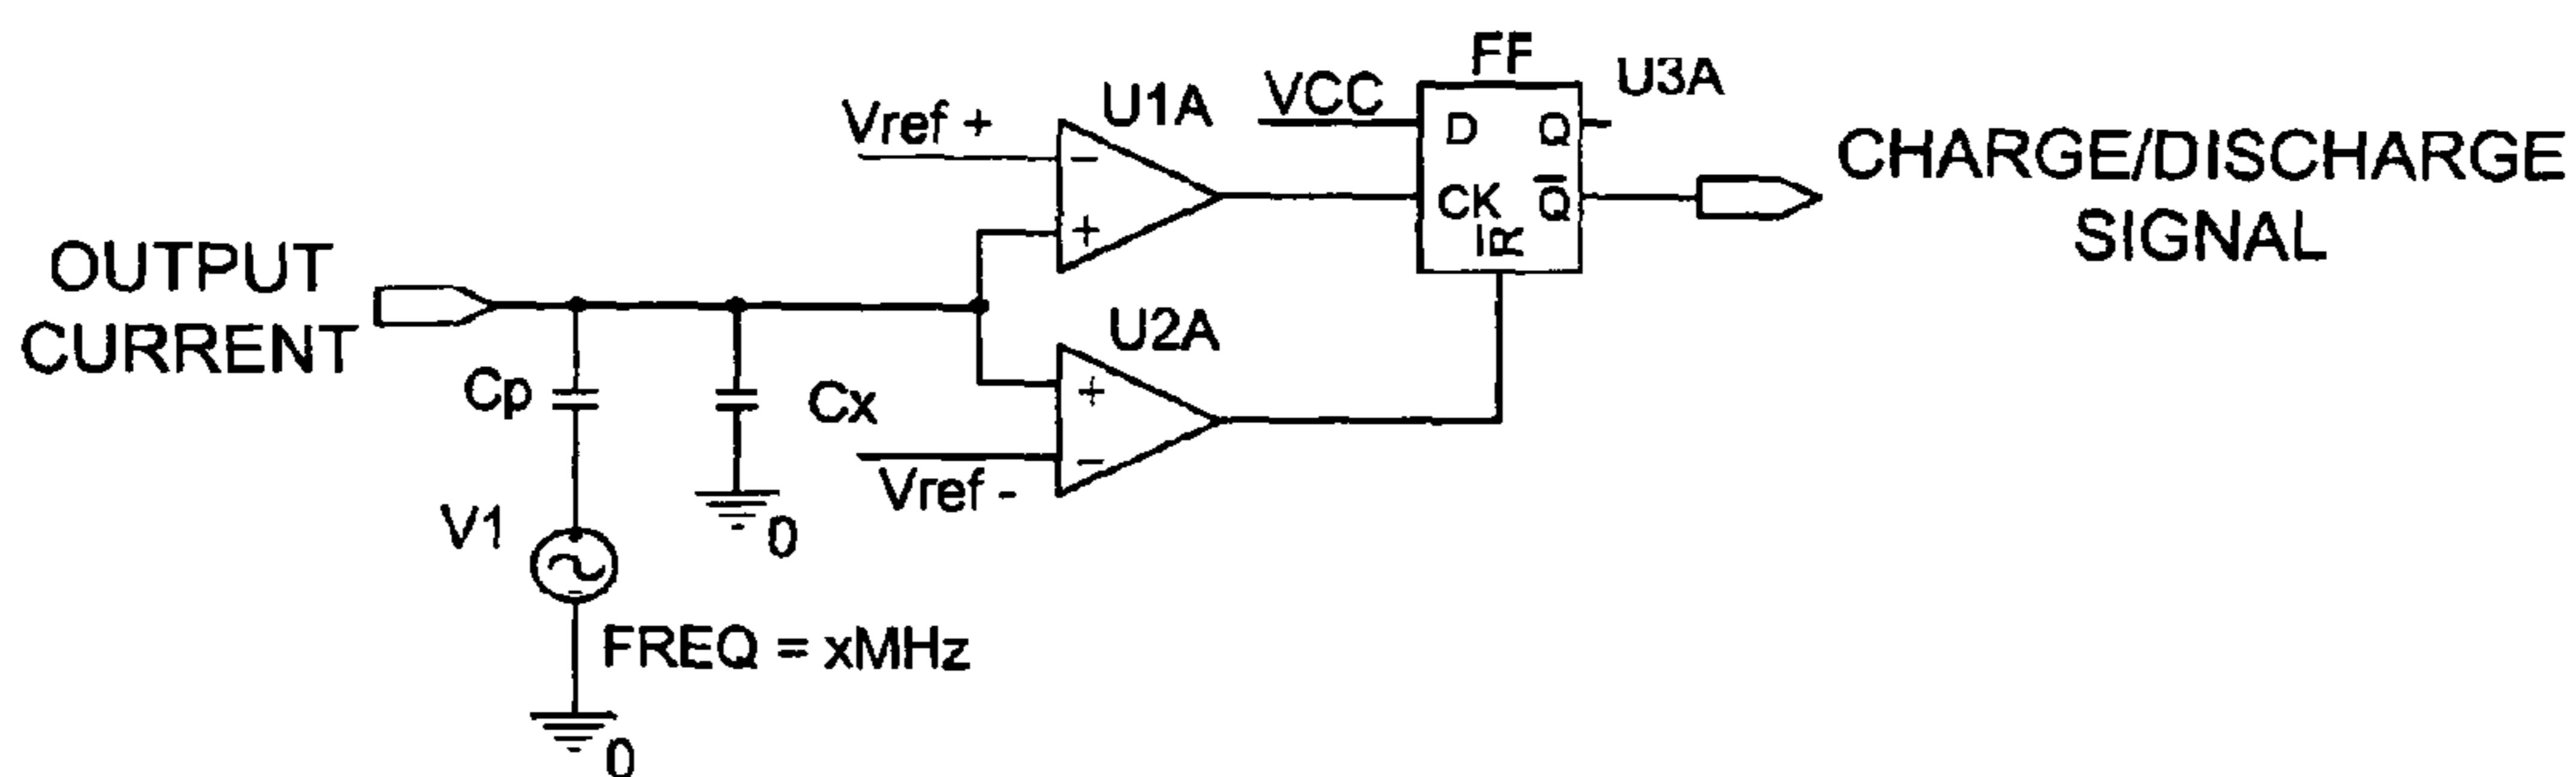 FF
U3A
U1A
VCC
Vref +
D
Q
−
CHARGE/DISCHARGE
SIGNAL
CK
Q̅
R̅
+
OUTPUT
CURRENT
U2A
Cp
Cx
+
−
Vref -
V1
0
FREQ = xMHz
0